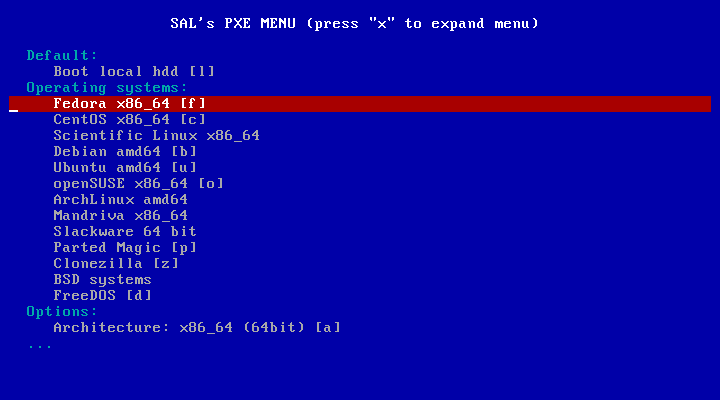 SAL's PXE MENU (press "x" to expand menu)
Default:
Boot local hdd [l]
Operating systems:
Fedora x86_64 [f]
CentOS x86_64 [c]
Scientific Linux x86_64
Debian amd64 [b]
Ubuntu amd64 [u]
openSUSE x86_64 [o]
ArchLinux amd64
Mandriva x86_64
Slackware 64 bit
Parted Magic [p]
Clonezilla [z]
BSD systems
FreeDOS [d]
Options:
Architecture: x86_64 (64bit) [a]
...